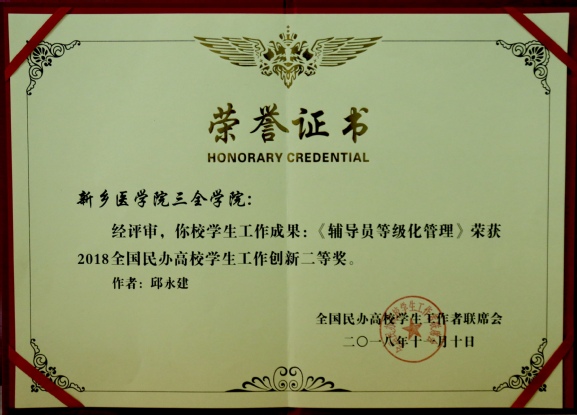 荣誉证书
HONORARY CREDENTIAL
新乡医学院三全学院:
经评审,你校学生工作成果:《辅导员等级化管理》荣获
2018全国民办高校学生工作创新二等奖。
作者:邱永建
全国民办高校学生工作者联席会
二〇一八年十一月十日